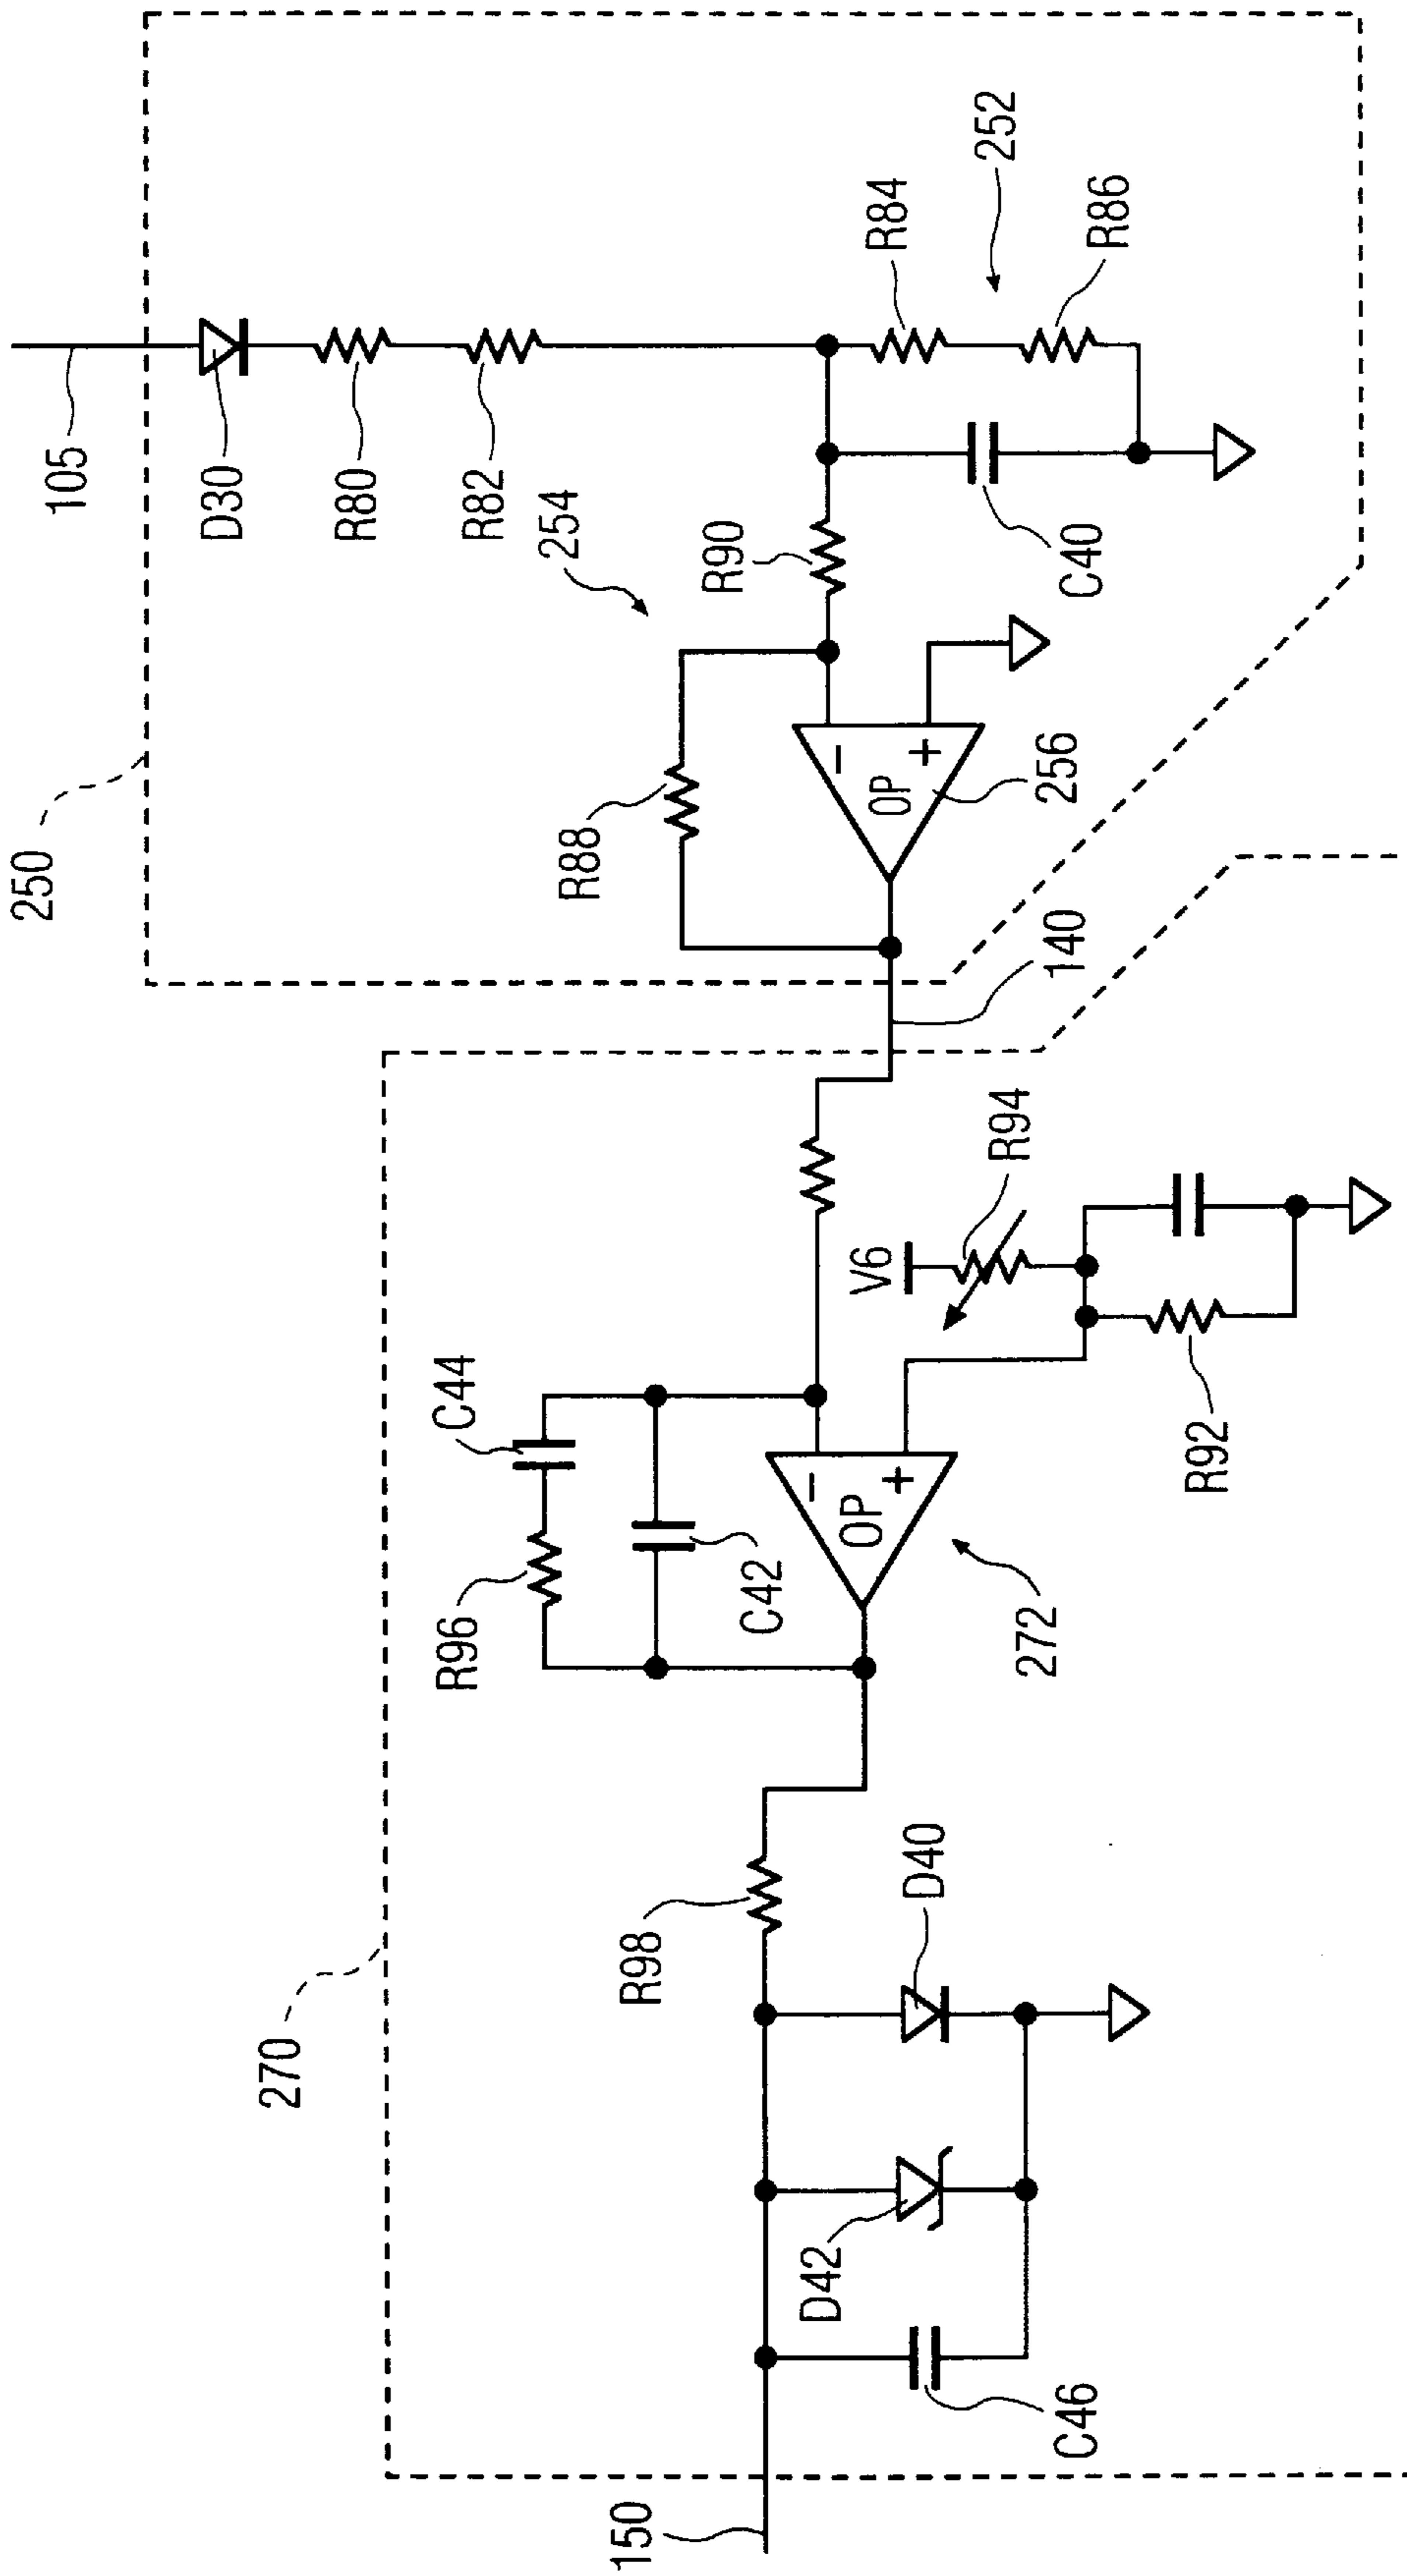 105
D30
R80
R82
250
254
R90
R84
252
R86
C40
R88
−
+
OP
256
140
R94
V6
C44
R96
C42
−
+
OP
272
R92
270
R98
D40
D42
C46
150